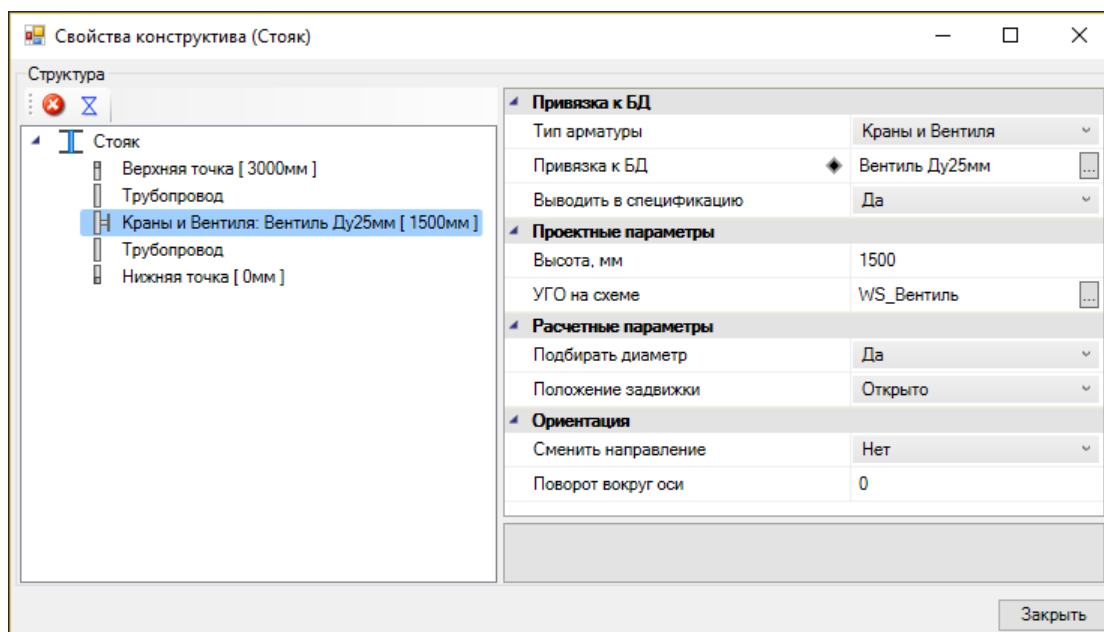 Свойства конструктива (Стояк)
Структура
Стояк
Верхняя точка [ 3000мм ]
Трубопровод
Краны и Вентиля: Вентиль Ду25мм [ 1500мм ]
Трубопровод
Нижняя точка [ 0мм ]
Привязка к БД
Тип арматуры Краны и Вентиля
Привязка к БД Вентиль Ду25мм ...
Выводить в спецификацию Да
Проектные параметры
Высота, мм 1500
УГО на схеме WS_Вентиль ...
Расчетные параметры
Подбирать диаметр Да
Положение задвижки Открыто
Ориентация
Сменить направление Нет
Поворот вокруг оси 0
Закрыть